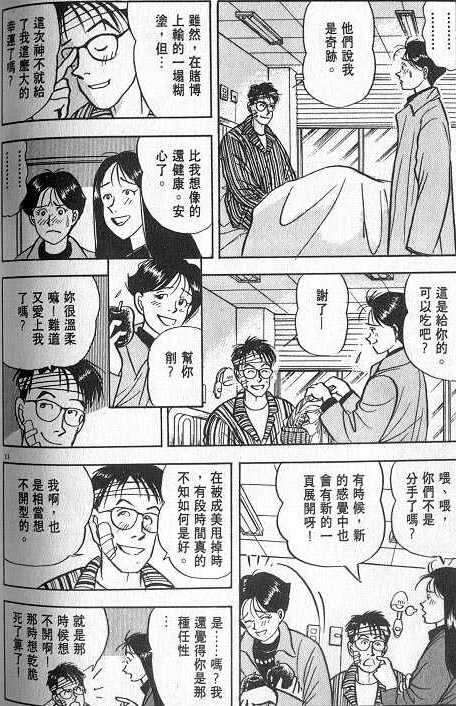 …………
他們說我
是奇跡。
雖然，在賭博
上輸的一塌糊
塗，但…
這次神不就給
了我這麼大的
幸運了嗎？
比我想像的
還健康。安
心了。
…………
這是給你的。
可以吃吧？
謝了！
幫你
削？
妳很溫柔
嘛！難道
又愛上我
了嗎？
13
喂，喂，
你們不是
分手了嗎？
有時候，新
的感覺中也
會有新的一
頁展開呀！
在被成美甩掉時
，有段時間真的
不知如何是好。
我啊，也
是相當想
不開型的。
是……嗎？我
還覺得你是那
種任性
就是那
時候想
不開啊！
那時想乾脆
死了算了！